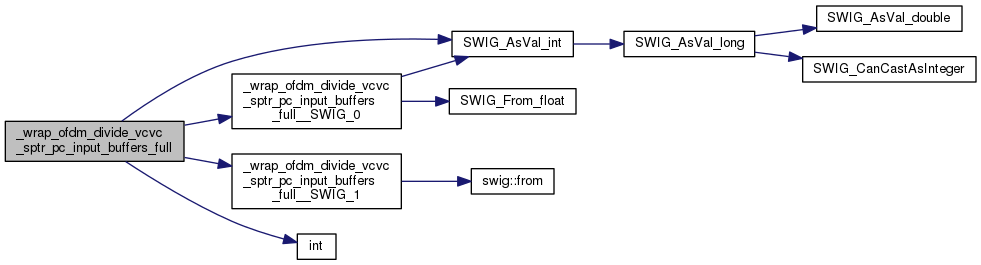 _wrap_ofdm_divide_vcvc
_sptr_pc_input_buffers_full
SWIG_AsVal_int
_wrap_ofdm_divide_vcvc
_sptr_pc_input_buffers
_full__SWIG_0
SWIG_From_float
_wrap_ofdm_divide_vcvc
_sptr_pc_input_buffers
_full__SWIG_1
swig::from
int
SWIG_AsVal_long
SWIG_AsVal_double
SWIG_CanCastAsInteger